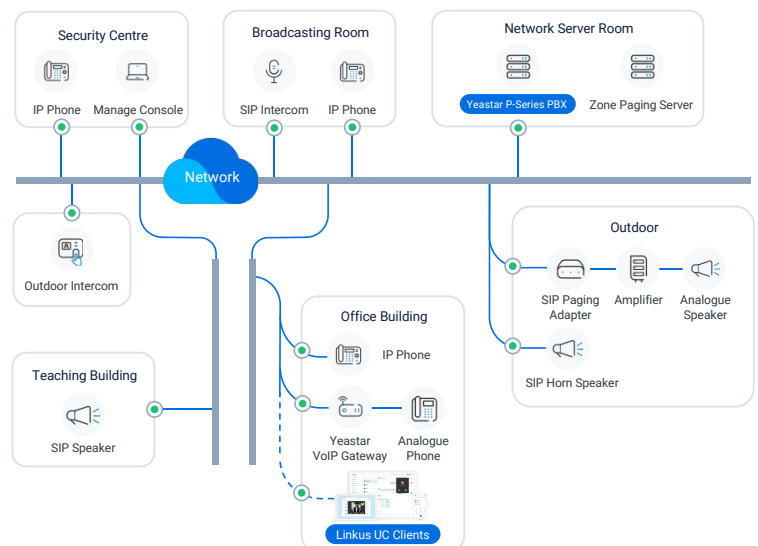 Security Centre
IP Phone
Manage Console
Broadcasting Room
SIP Intercom
IP Phone
Network Server Room
Yeastar P-Series PBX
Zone Paging Server
Network
Outdoor Intercom
Outdoor
SIP Paging
Adapter
Amplifier
Analogue
Speaker
SIP Horn Speaker
Office Building
IP Phone
Yeastar
VoIP Gateway
Analogue
Phone
Linkus UC Clients
Teaching Building
SIP Speaker
A